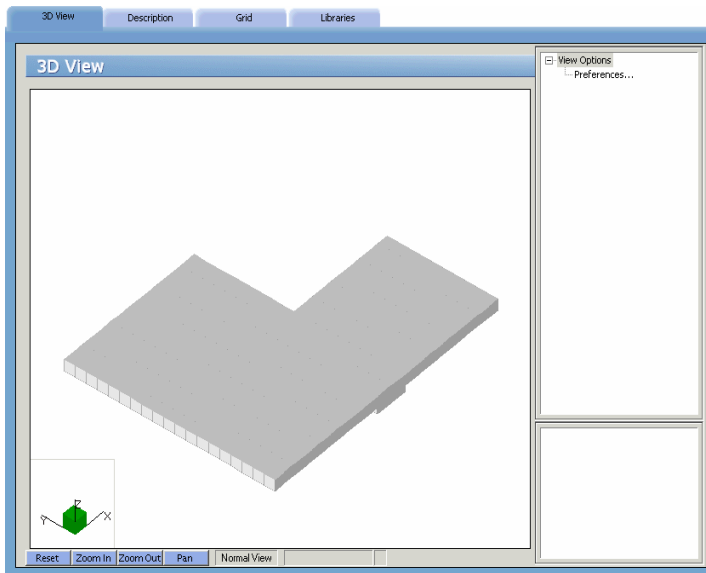 3D View Description Grid Libraries
3D View
View Options
Preferences...
Z
Y X
Reset Zoom In Zoom Out Pan Normal View